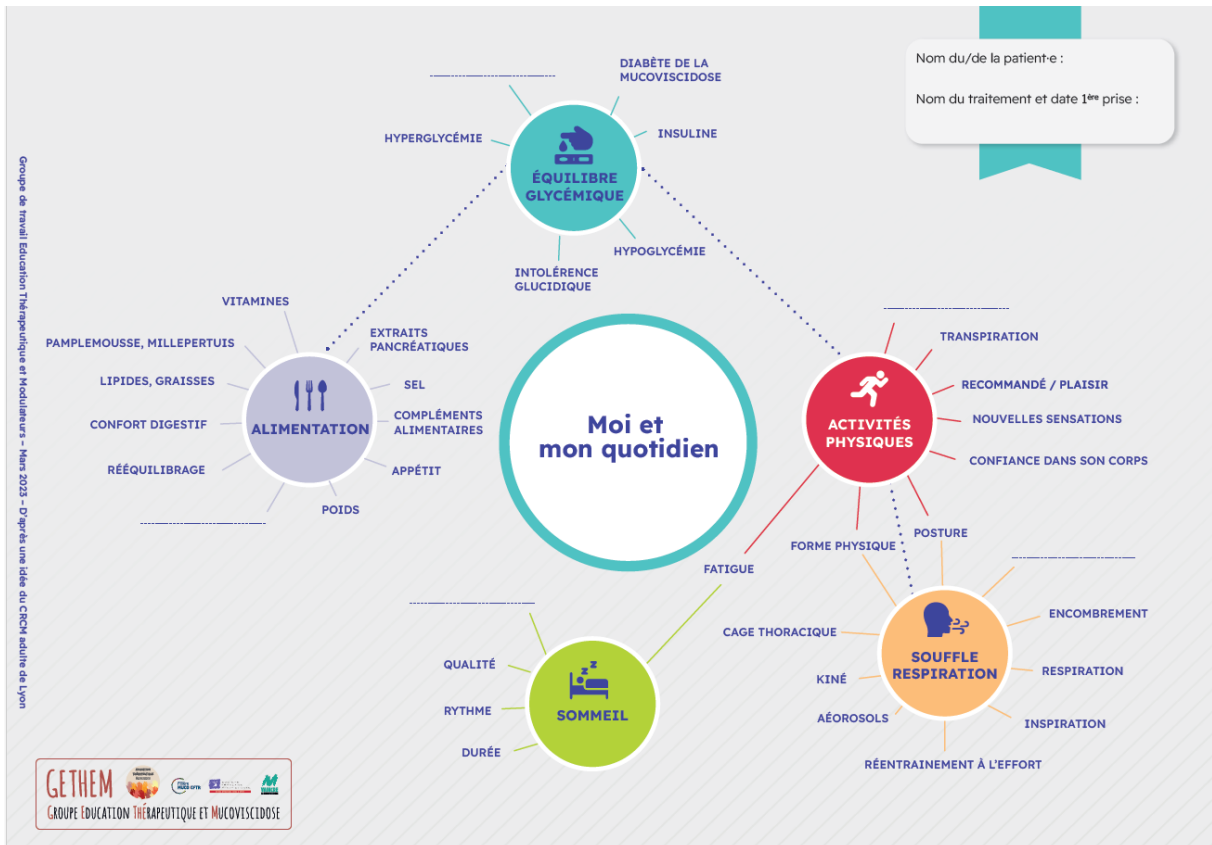 Nom du/de la patient·e :
Nom du traitement et date 1ère prise :
DIABÈTE DE LA
MUCOVISCIDOSE
HYPERGLYCÉMIE
INSULINE
ÉQUILIBRE
GLYCÉMIQUE
HYPOGLYCÉMIE
INTOLÉRENCE
GLUCIDIQUE
VITAMINES
PAMPLEMOUSSE, MILLEPERTUIS
EXTRAITS
PANCRÉATIQUES
LIPIDES, GRAISSES
SEL
CONFORT DIGESTIF
ALIMENTATION
COMPLÉMENTS
ALIMENTAIRES
RÉÉQUILIBRAGE
APPÉTIT
POIDS
Moi et
mon quotidien
TRANSPIRATION
RECOMMANDÉ / PLAISIR
ACTIVITÉS
PHYSIQUES
NOUVELLES SENSATIONS
CONFIANCE DANS SON CORPS
POSTURE
FORME PHYSIQUE
FATIGUE
QUALITÉ
RYTHME
SOMMEIL
DURÉE
CAGE THORACIQUE
ENCOMBREMENT
SOUFFLE
RESPIRATION
KINÉ
RESPIRATION
AÉOROSOLS
INSPIRATION
RÉENTRAINEMENT À L'EFFORT
Groupe de travail Education Thérapeutique et Modulateurs – Mars 2023 – D'après une idée du CRCM adulte de Lyon
GETHEM
GROUPE EDUCATION THÉRAPEUTIQUE ET MUCOVISCIDOSE